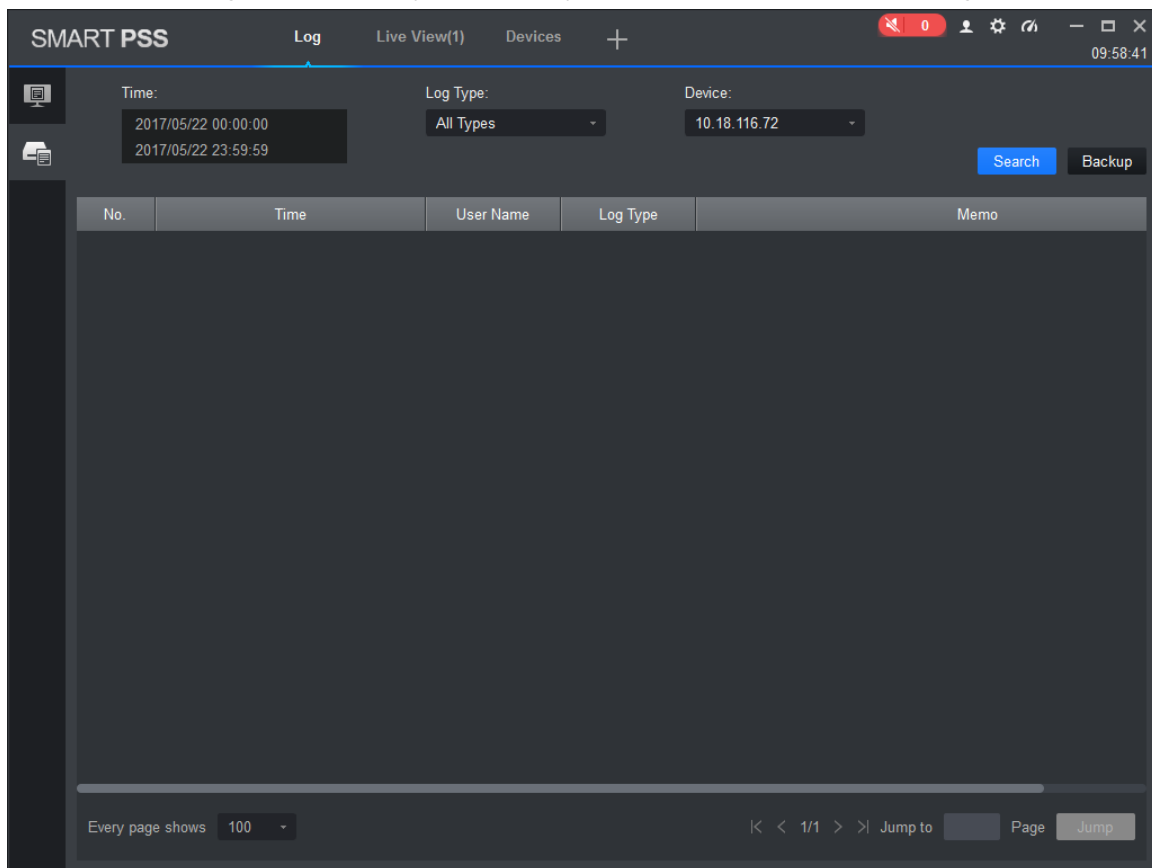 SMART PSS Log Live View(1) Devices 0
09:58:41
Time: Log Type: Device:
2017/05/22 00:00:00 All Types 10.18.116.72
2017/05/22 23:59:59
Search Backup
No. Time User Name Log Type Memo
Every page shows 100 |< < 1/1 > >| Jump to Page Jump